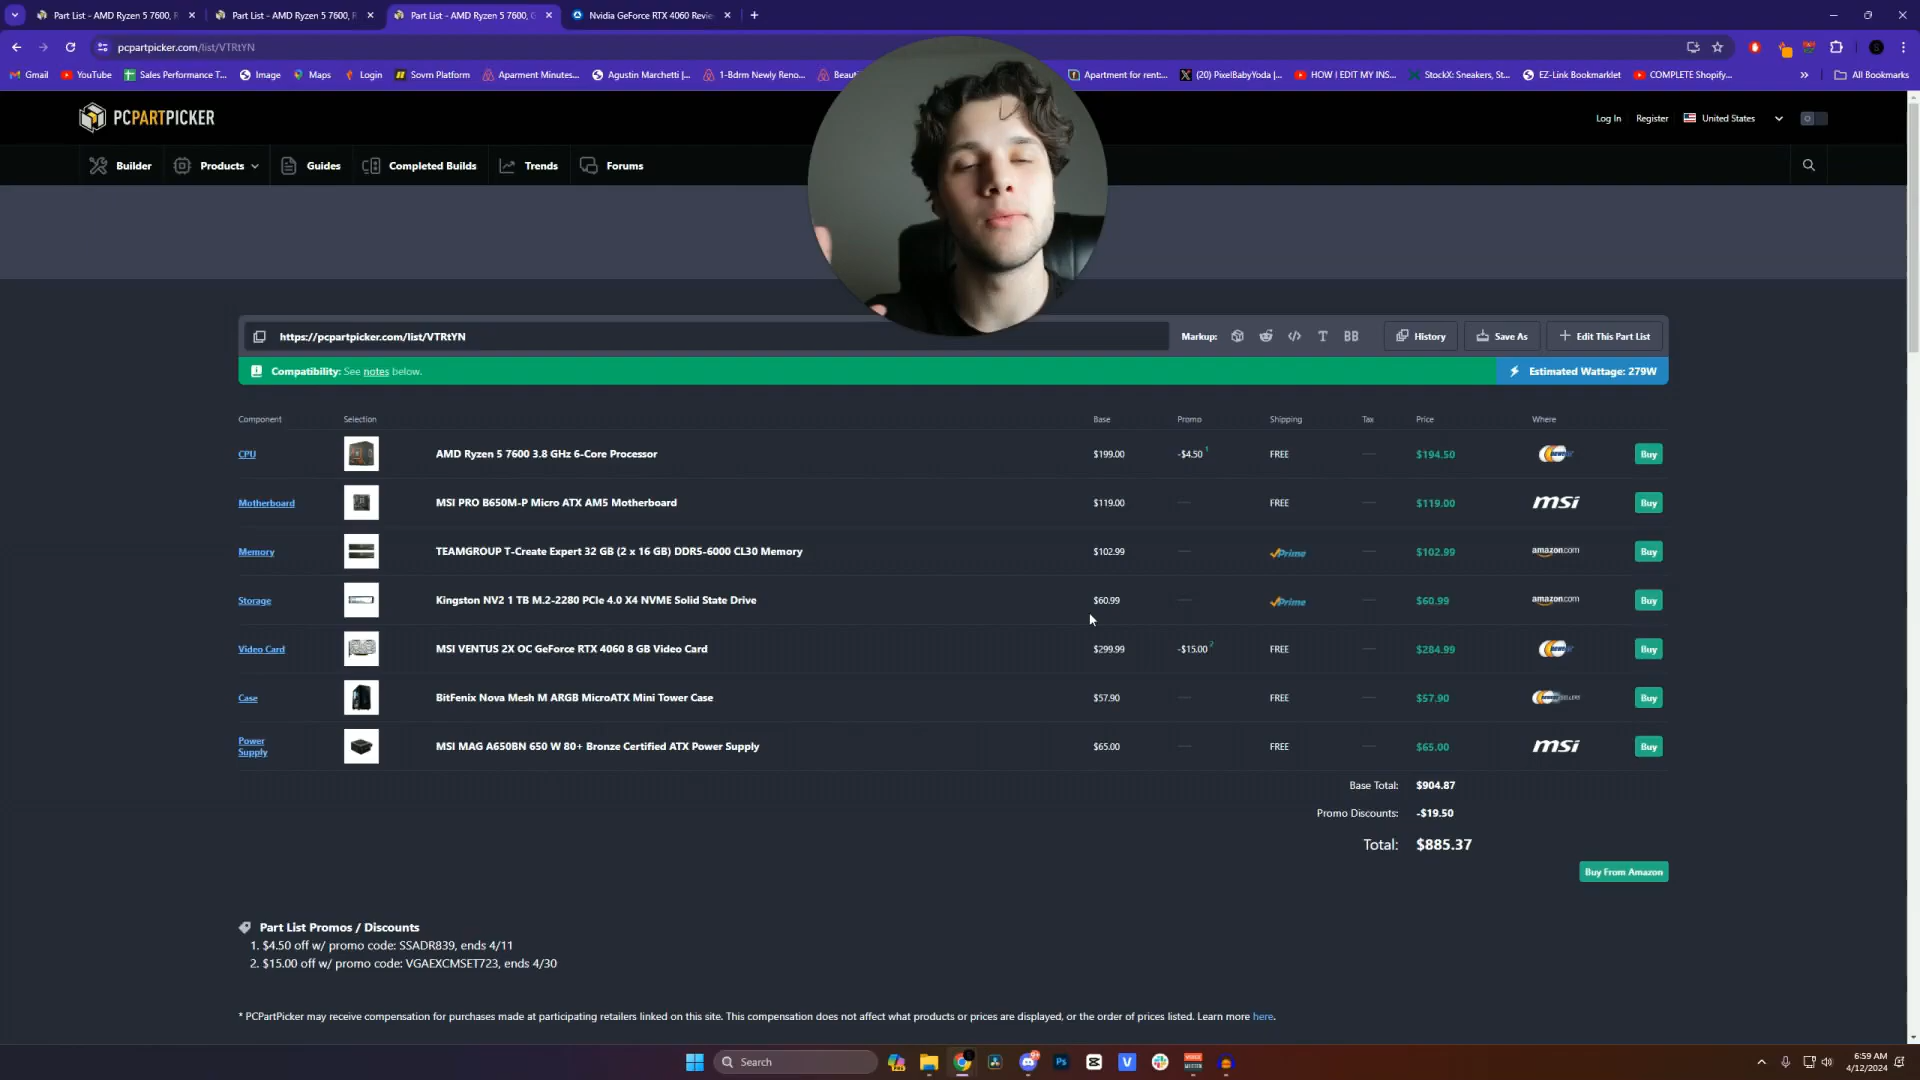 Part List - AMD Ryzen 5 7600, F
Part List - AMD Ryzen 5 7600, F
Part List - AMD Ryzen 5 7600, G
Nvidia GeForce RTX 4060 Review
pcpartpicker.com/list/VTRtYN
Gmail
YouTube
Sales Performance T...
Image
Maps
Login
Sovrn Platform
Aparment Minutes...
Agustin Marchetti |...
1-Bdrm Newly Reno...
Apartment for rent:...
(20) PixelBabyYoda |...
HOW I EDIT MY INS...
StockX: Sneakers, St...
EZ-Link Bookmarklet
COMPLETE Shopify...
All Bookmarks
PCPARTPICKER
Log In
Register
United States
Builder
Products
Guides
Completed Builds
Trends
Forums
https://pcpartpicker.com/list/VTRtYN
Markup:
T
BB
History
Save As
Edit This Part List
Compatibility: See notes below.
Estimated Wattage: 279W
Component Selection Base Promo Shipping Tax Price Where
CPU AMD Ryzen 5 7600 3.8 GHz 6-Core Processor $199.00 -$4.50 1 FREE — $194.50 Buy
Motherboard MSI PRO B650M-P Micro ATX AM5 Motherboard $119.00 — FREE — $119.00 msi Buy
Memory TEAMGROUP T-Create Expert 32 GB (2 x 16 GB) DDR5-6000 CL30 Memory $102.99 — Prime — $102.99 amazon.com Buy
Storage Kingston NV2 1 TB M.2-2280 PCIe 4.0 X4 NVME Solid State Drive $60.99 — Prime — $60.99 amazon.com Buy
Video Card MSI VENTUS 2X OC GeForce RTX 4060 8 GB Video Card $299.99 -$15.00 2 FREE — $284.99 Buy
Case BitFenix Nova Mesh M ARGB MicroATX Mini Tower Case $57.90 — FREE — $57.90 Buy
Power Supply MSI MAG A650BN 650 W 80+ Bronze Certified ATX Power Supply $65.00 — FREE — $65.00 msi Buy
Base Total: $904.87
Promo Discounts: -$19.50
Total: $885.37
Buy From Amazon
Part List Promos / Discounts
1. $4.50 off w/ promo code: SSADR839, ends 4/11
2. $15.00 off w/ promo code: VGAEXCMSET723, ends 4/30
* PCPartPicker may receive compensation for purchases made at participating retailers linked on this site. This compensation does not affect what products or prices are displayed, or the order of prices listed. Learn more here.
Search
6:59 AM
4/12/2024